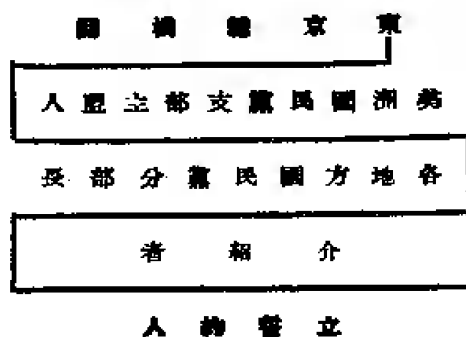 東京總機關
美洲國民黨支部主盟人
各地方國民黨分部長
介紹者
立誓約人